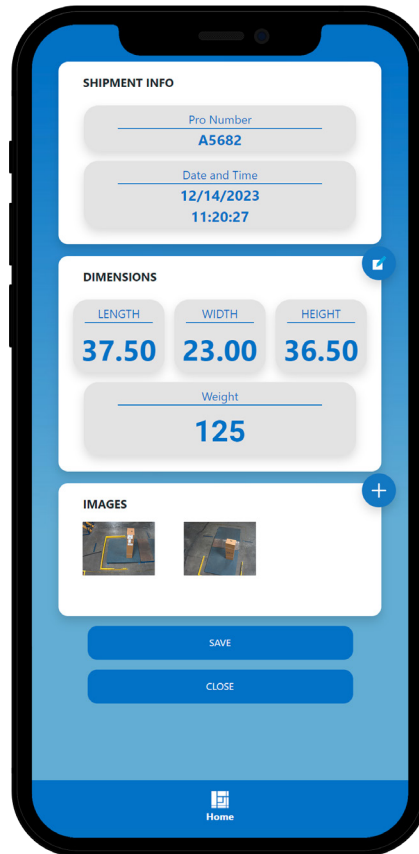 SHIPMENT INFO
Pro Number
A5682
Date and Time
12/14/2023
11:20:27
DIMENSIONS
LENGTH WIDTH HEIGHT
37.50 23.00 36.50
Weight
125
IMAGES
SAVE
CLOSE
Home